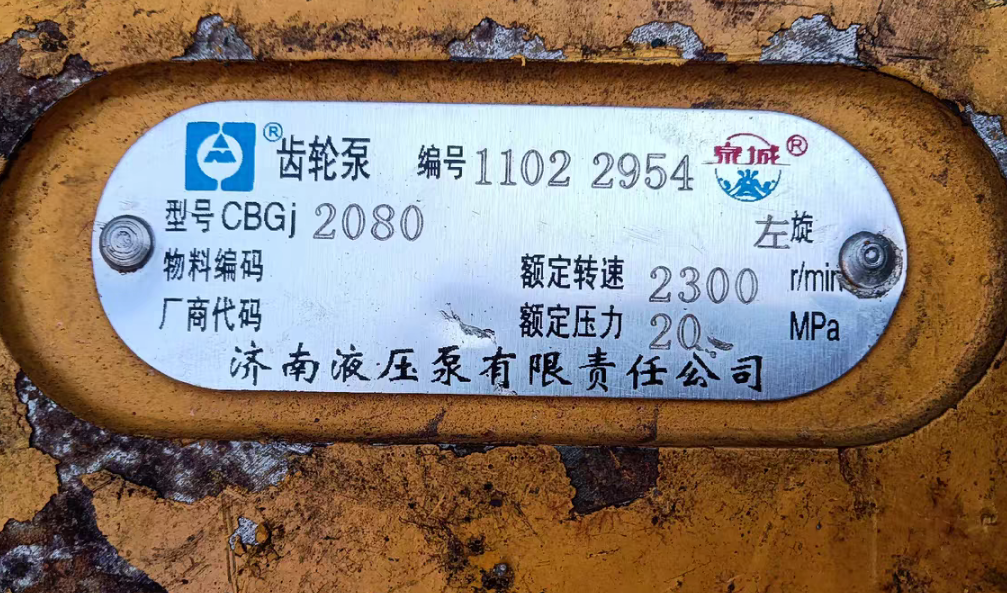 ® 齿轮泵 编号 1102 2954 泉城®
型号 CBGj 2080 左旋
物料编码 额定转速 2300 r/min
厂商代码 额定压力 20 MPa
济南液压泵有限责任公司